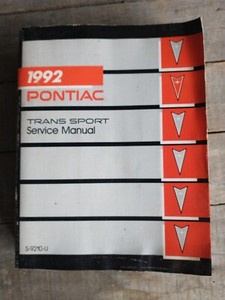 1992
PONTIAC
TRANS SPORT
Service Manual
S-9210-U